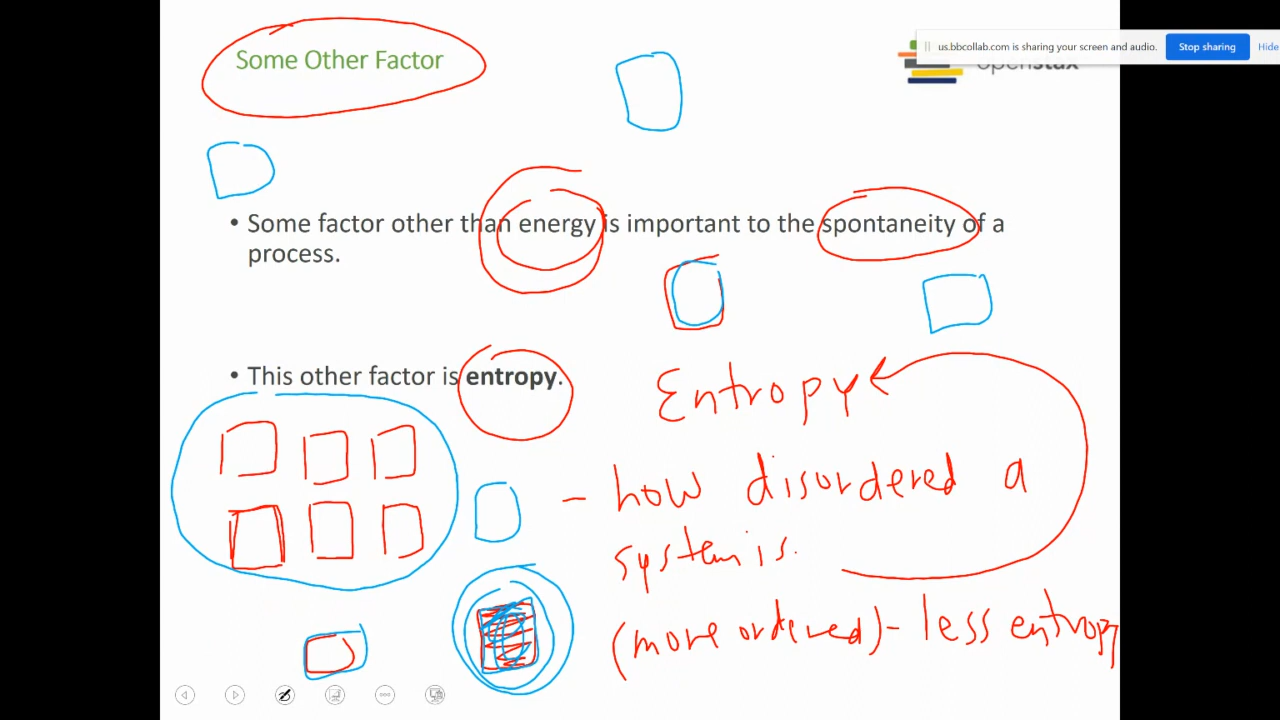 Some Other Factor
us.bbcollab.com is sharing your screen and audio.
Stop sharing
Hide
openstax
• Some factor other than energy is important to the spontaneity of a
process.
• This other factor is entropy.
Entropy
- how disordered a
system is.
(more ordered) - less entropy